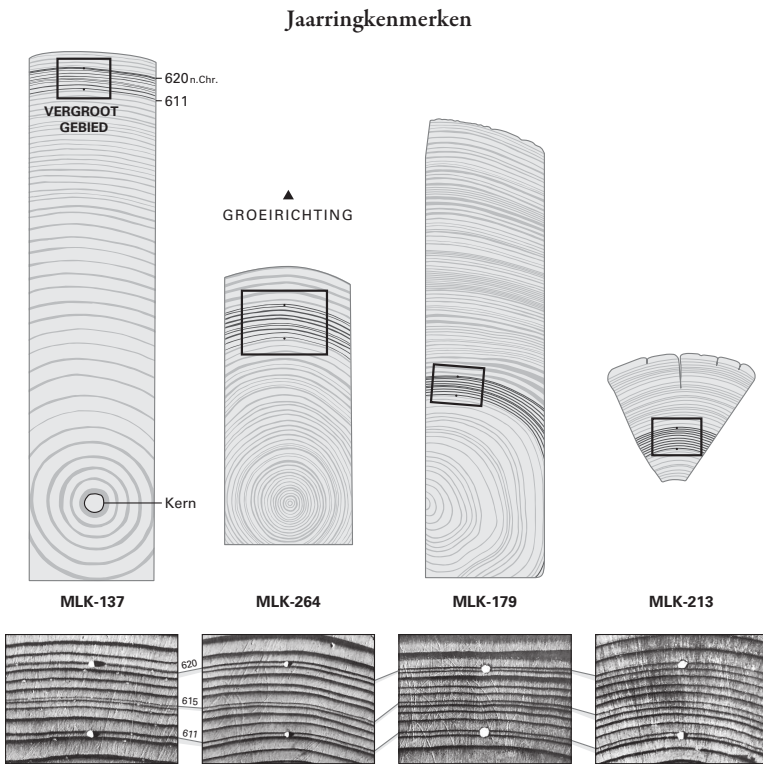 Jaarringkenmerken
620 n.Chr.
611
VERGROOT
GEBIED
GROEIRICHTING
Kern
MLK-137
MLK-264
MLK-179
MLK-213
620
615
611